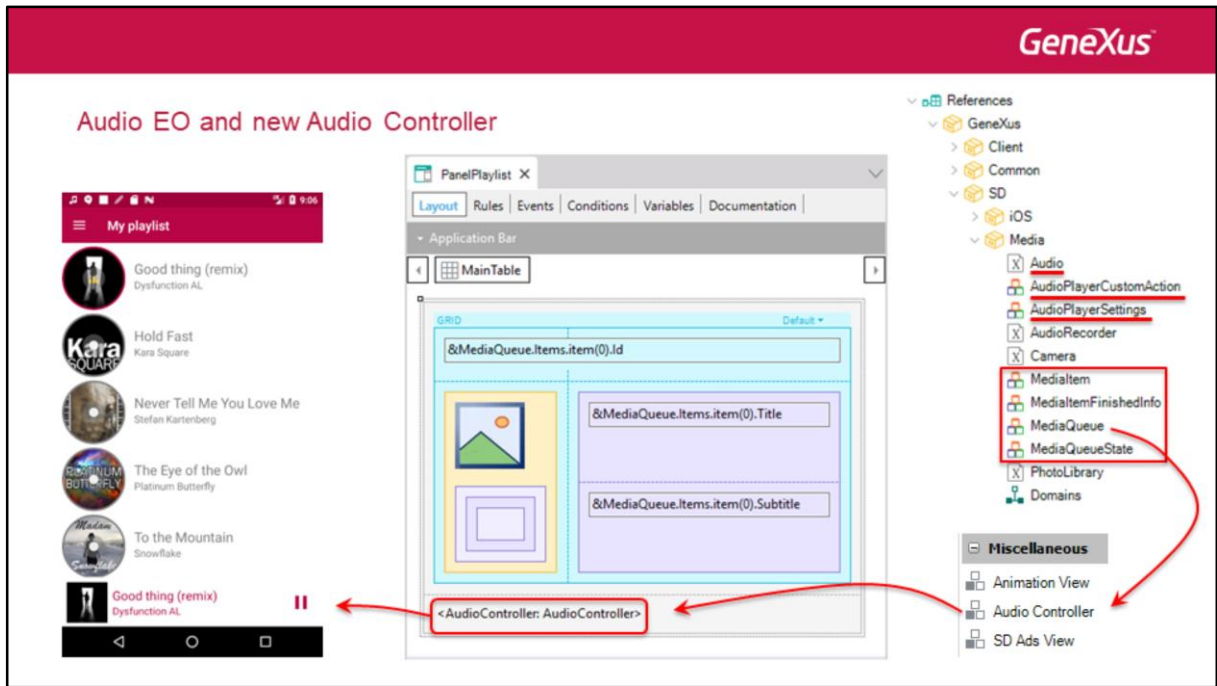 GeneXus™
Audio EO and new Audio Controller
9:06
My playlist
Good thing (remix)
Dysfunction AL
Kara
SQUARE
Hold Fast
Kara Square
Never Tell Me You Love Me
Stefan Kartenberg
PLATINUM
BUTTERFLY
The Eye of the Owl
Platinum Butterfly
Madam
Snowflake
To the Mountain
Snowflake
Good thing (remix)
Dysfunction AL
PanelPlaylist
Layout Rules Events Conditions Variables Documentation
Application Bar
MainTable
GRID Default
&MediaQueue.Items.item(0).Id
&MediaQueue.Items.item(0).Title
&MediaQueue.Items.item(0).Subtitle
<AudioController: AudioController>
References
GeneXus
Client
Common
SD
iOS
Media
Audio
AudioPlayerCustomAction
AudioPlayerSettings
AudioRecorder
Camera
MediaItem
MediaItemFinishedInfo
MediaQueue
MediaQueueState
PhotoLibrary
Domains
Miscellaneous
Animation View
Audio Controller
SD Ads View